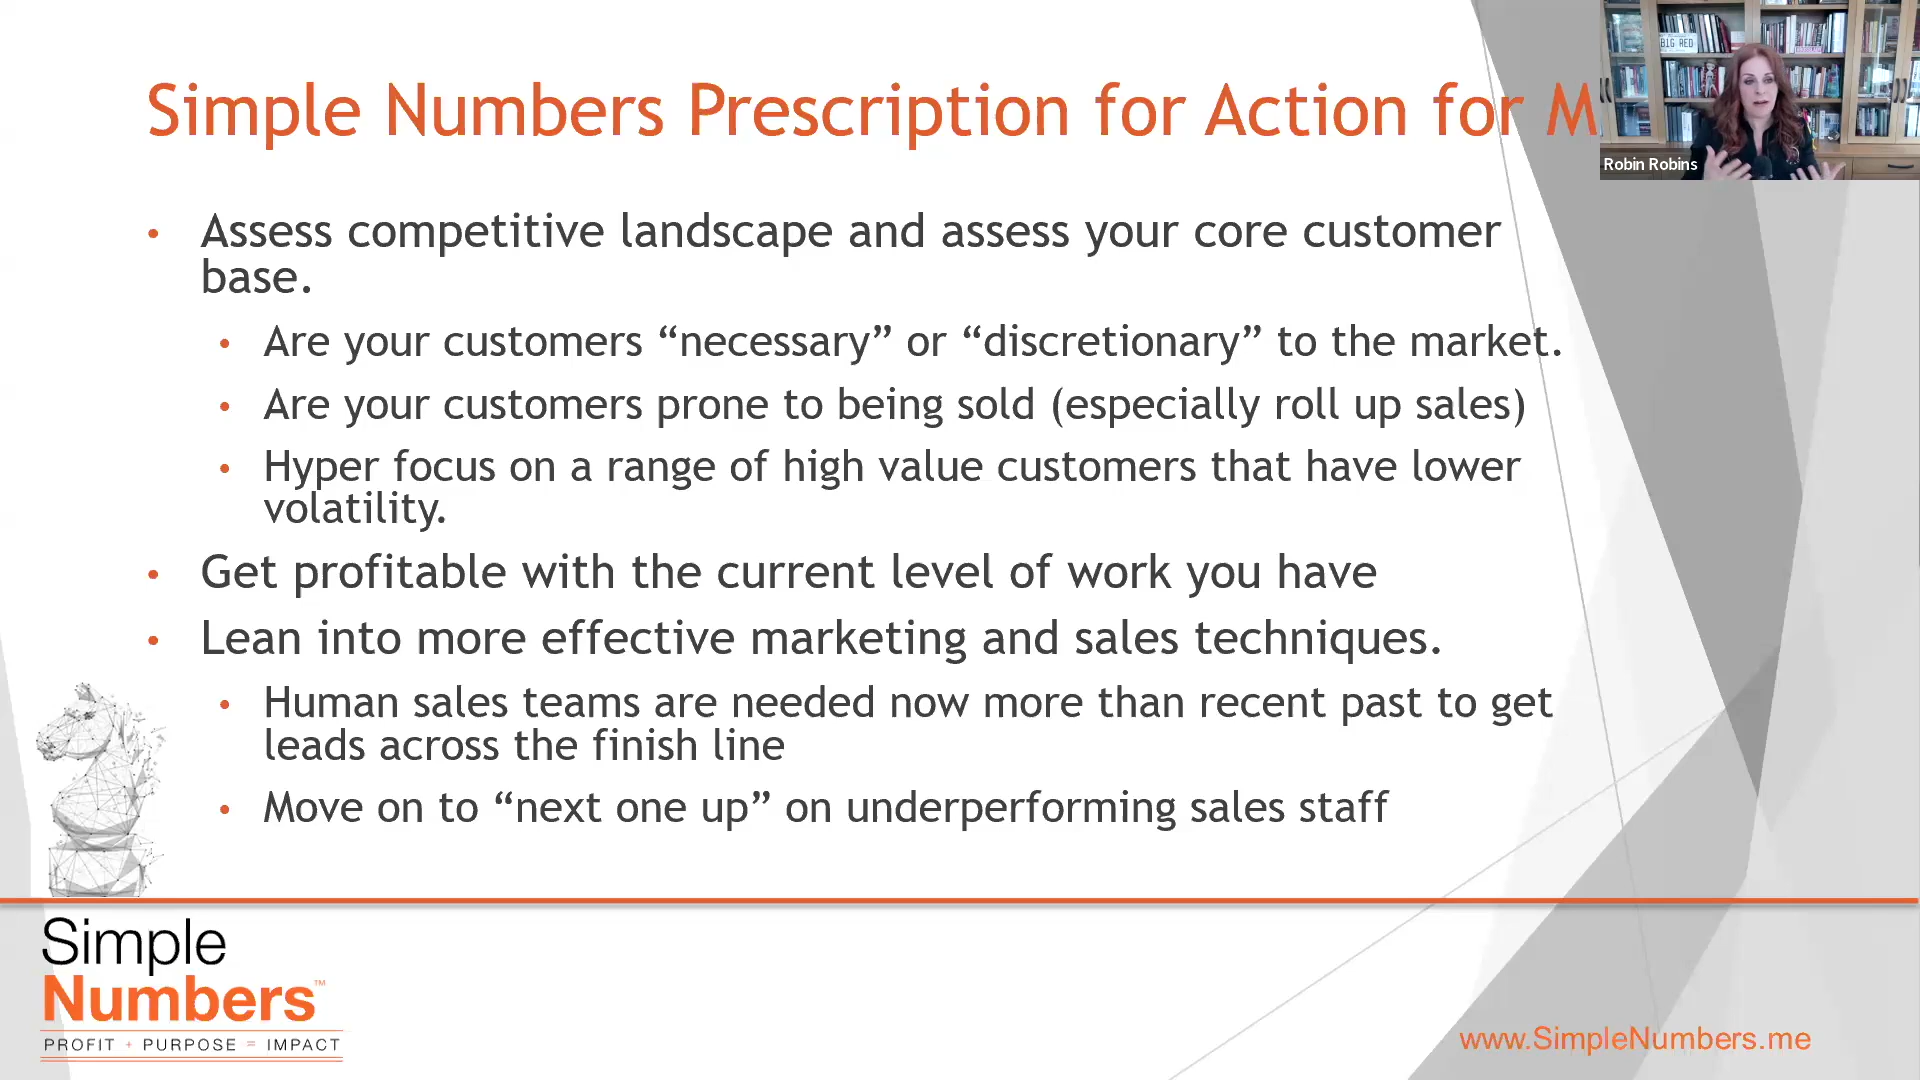 Simple Numbers Prescription for Action for M
BIG RED
Robin Robins
• Assess competitive landscape and assess your core customer
base.
• Are your customers “necessary” or “discretionary” to the market.
• Are your customers prone to being sold (especially roll up sales)
• Hyper focus on a range of high value customers that have lower
volatility.
• Get profitable with the current level of work you have
• Lean into more effective marketing and sales techniques.
• Human sales teams are needed now more than recent past to get
leads across the finish line
• Move on to “next one up” on underperforming sales staff
Simple
Numbers™
PROFIT + PURPOSE = IMPACT
www.SimpleNumbers.me